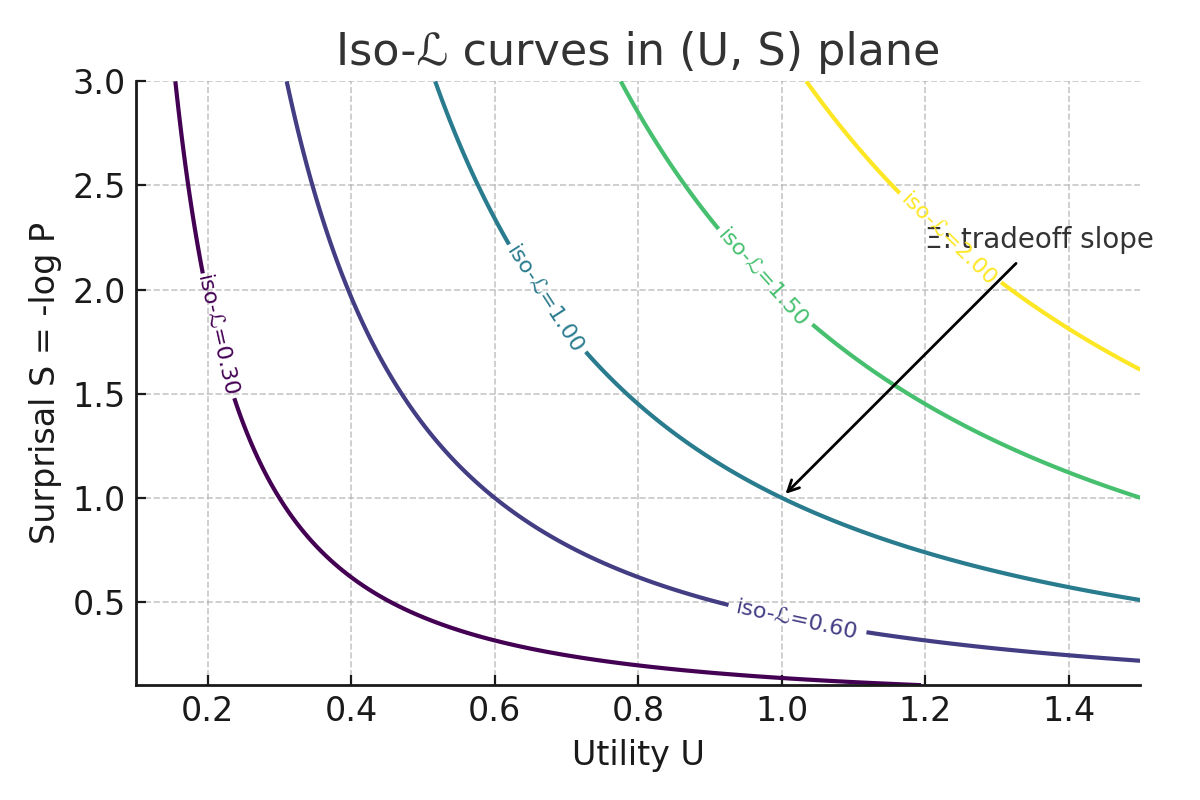 Iso-ℒ curves in (U, S) plane
3.0
2.5
2.0
1.5
1.0
0.5
Surprisal S = -log P
iso-ℒ=0.30
iso-ℒ=0.60
iso-ℒ=1.00
iso-ℒ=1.50
iso-ℒ=2.00
Ξ: tradeoff slope
0.2
0.4
0.6
0.8
1.0
1.2
1.4
Utility U